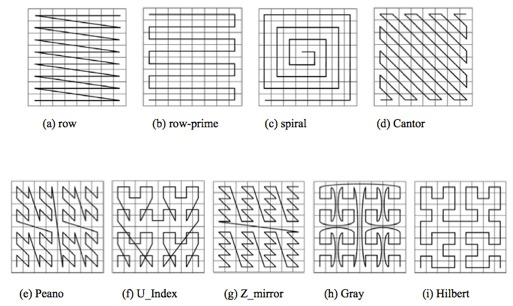 (a) row (b) row-prime (c) spiral (d) Cantor
(e) Peano (f) U_Index (g) Z_mirror (h) Gray (i) Hilbert